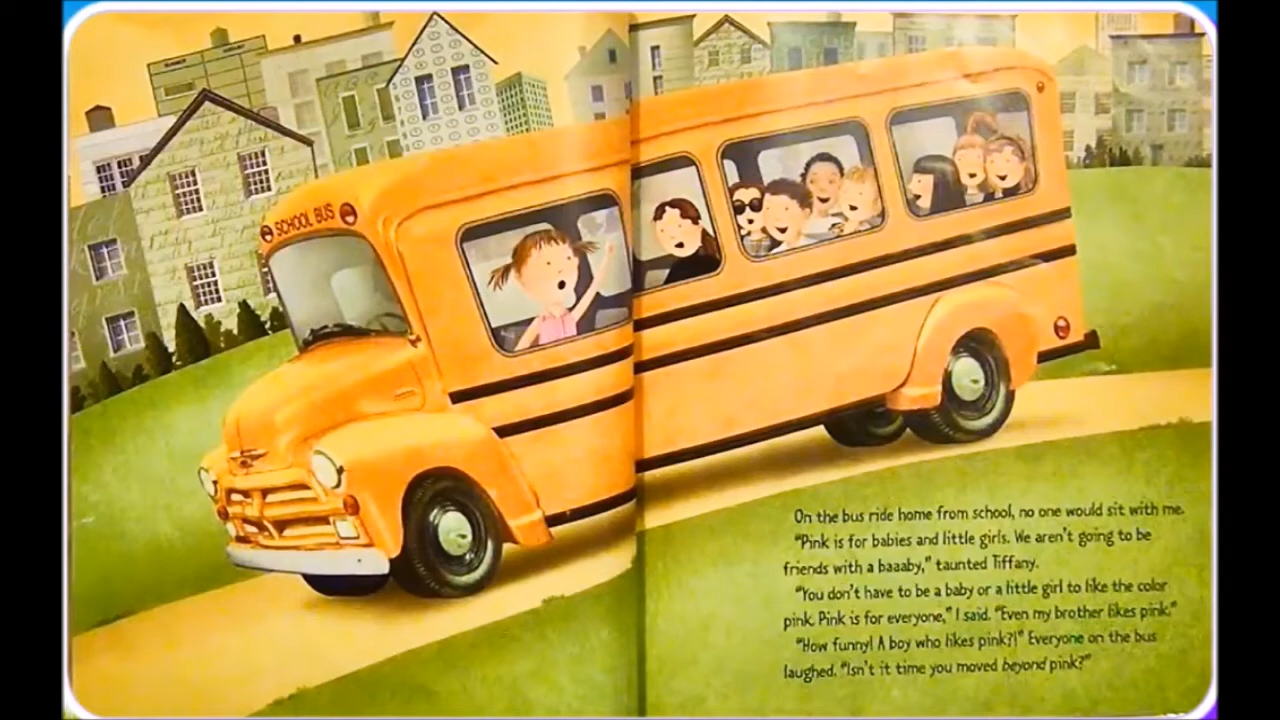 SCHOOL BUS
On the bus ride home from school, no one would sit with me.
"Pink is for babies and little girls. We aren't going to be
friends with a baaaby," taunted Tiffany.
"You don't have to be a baby or a little girl to like the color
pink. Pink is for everyone," I said. "Even my brother likes pink."
"How funny! A boy who likes pink?!" Everyone on the bus
laughed. "Isn't it time you moved beyond pink?"